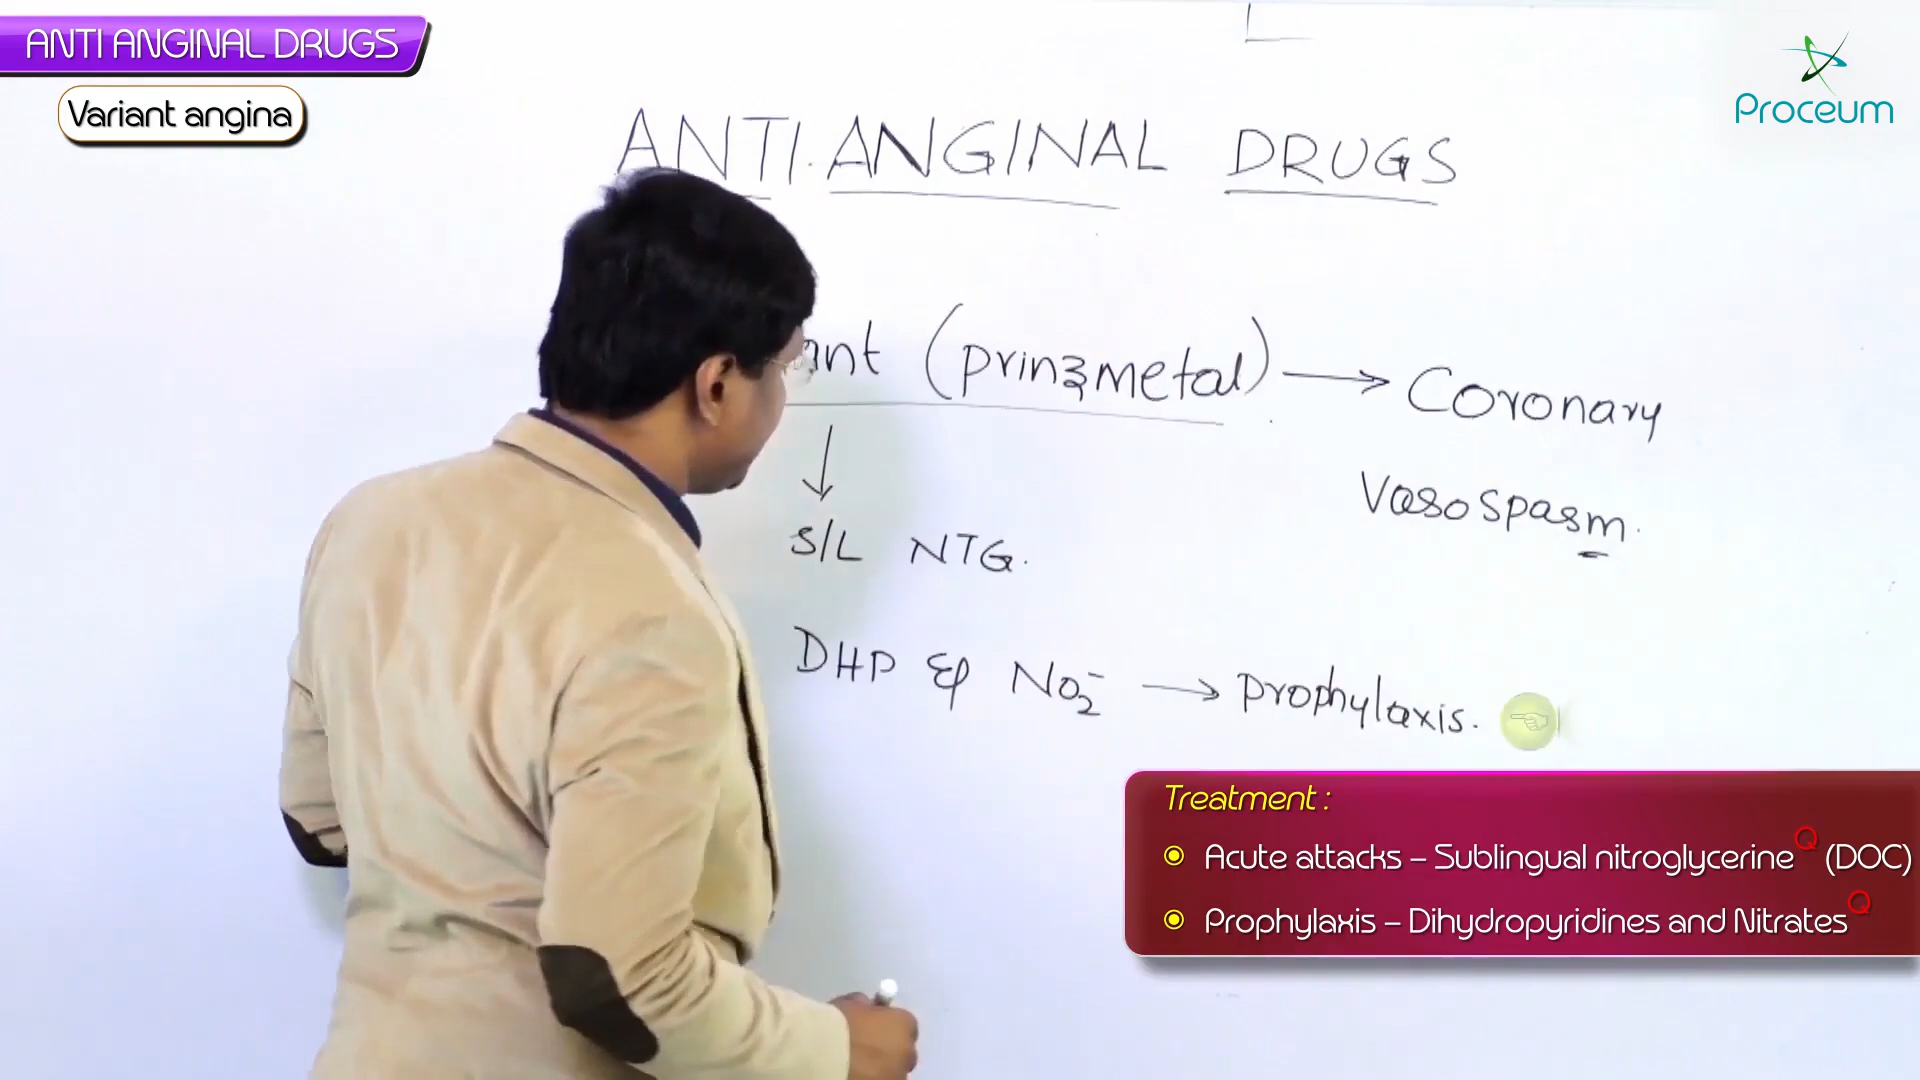 ANTI ANGINAL DRUGS
Variant angina
Proceum
ANTI ANGINAL DRUGS
(prinzmetal) → Coronary
Vasospasm.
↓
S/L NTG.
DHP & NO₂⁻ → prophylaxis.
Treatment :
Acute attacks – Sublingual nitroglycerine Q (DOC)
Prophylaxis – Dihydropyridines and Nitrates Q